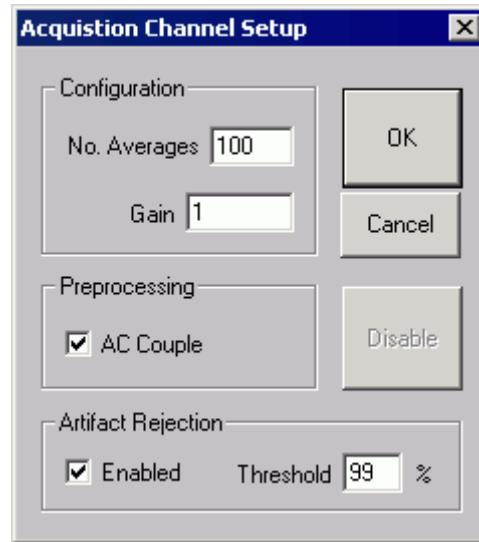 Acquistion Channel Setup
Configuration
No. Averages 100
OK
Gain 1
Cancel
Preprocessing
AC Couple
Disable
Artifact Rejection
Enabled Threshold 99 %